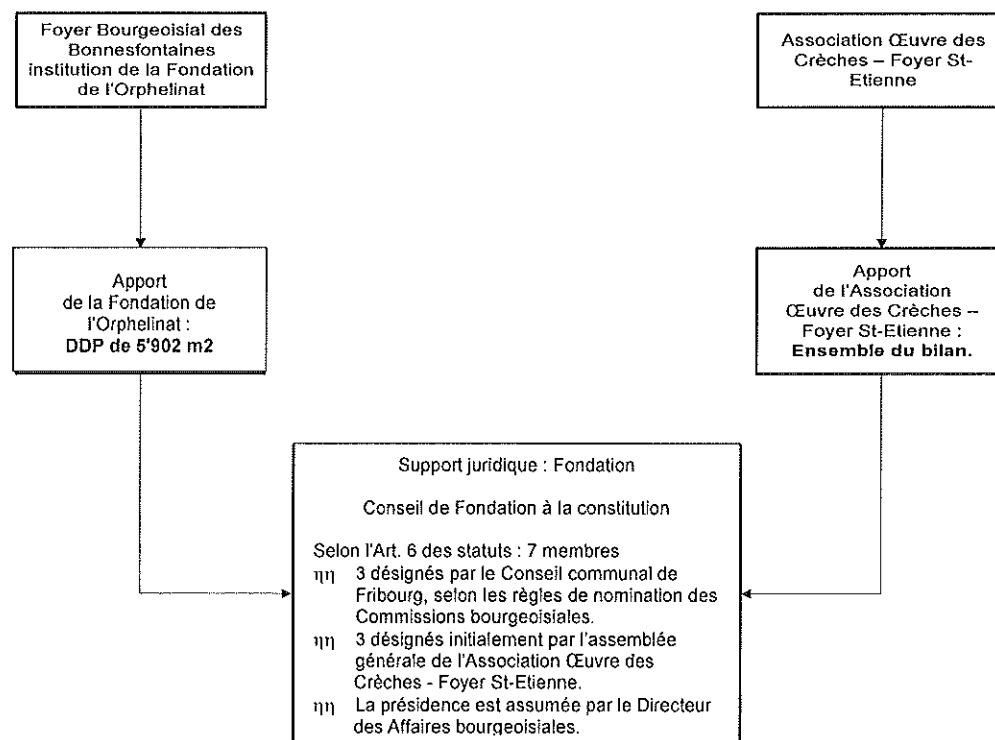 Foyer Bourgeoisial des
Bonnesfontaines
institution de la Fondation
de l'Orphelinat
Association Œuvre des
Crèches – Foyer St-
Etienne
Apport
de la Fondation de
l'Orphelinat :
DDP de 5'902 m2
Apport
de l'Association
Œuvre des Crèches –
Foyer St-Etienne :
Ensemble du bilan.
Support juridique : Fondation
Conseil de Fondation à la constitution
Selon l'Art. 6 des statuts : 7 membres
ηη 3 désignés par le Conseil communal de
Fribourg, selon les règles de nomination des
Commissions bourgeoisiales.
ηη 3 désignés initialement par l'assemblée
générale de l'Association Œuvre des
Crèches - Foyer St-Etienne.
ηη La présidence est assumée par le Directeur
des Affaires bourgeoisiales.